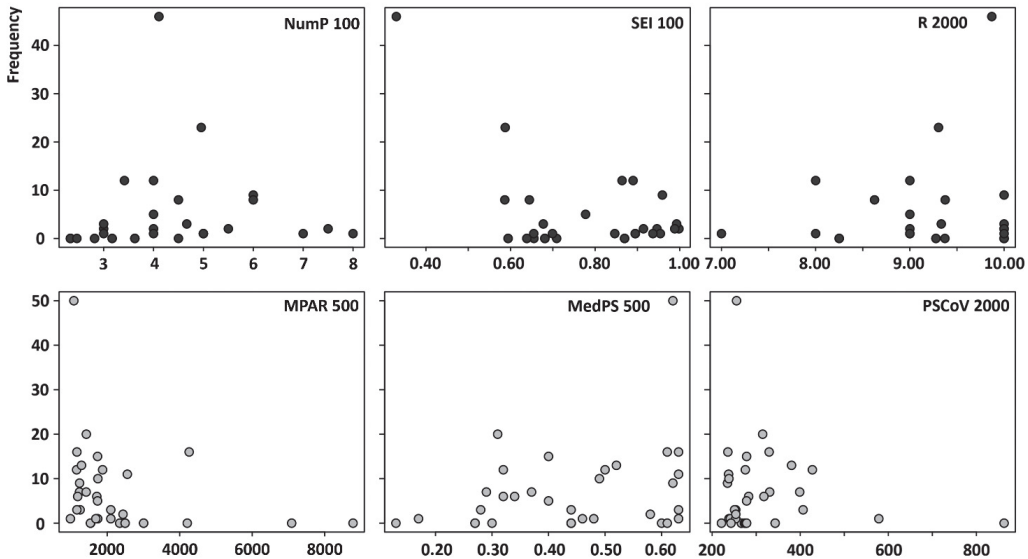 Frequency
NumP 100
SEI 100
R 2000
40
30
20
10
0
3 4 5 6 7 8
0.40 0.60 0.80 1.00
7.00 8.00 9.00 10.00
MPAR 500
MedPS 500
PSCoV 2000
50
40
30
20
10
0
2000 4000 6000 8000
0.20 0.30 0.40 0.50 0.60
200 400 600 800